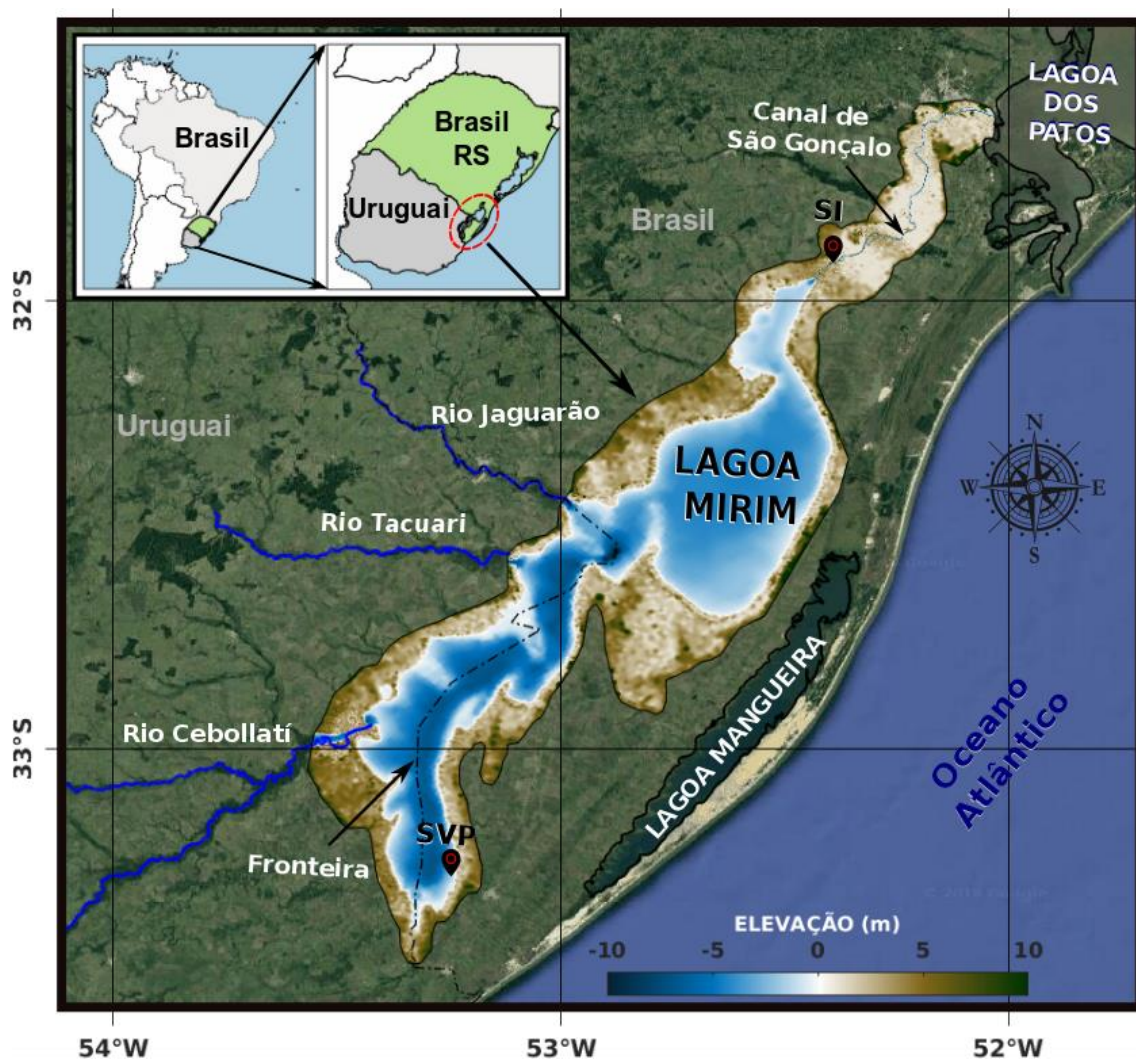 Brasil
Brasil
RS
Uruguai
LAGOA
DOS
PATOS
Canal de
São Gonçalo
Brasil
SI
32°S
Rio Jaguarão
Uruguai
LAGOA
MIRIM
N
W
E
S
Rio Tacuari
LAGOA MANGUEIRA
Rio Cebollatí
33°S
Oceano
Atlântico
SVP
Fronteira
ELEVAÇÃO (m)
-10 -5 0 5 10
54°W 53°W 52°W